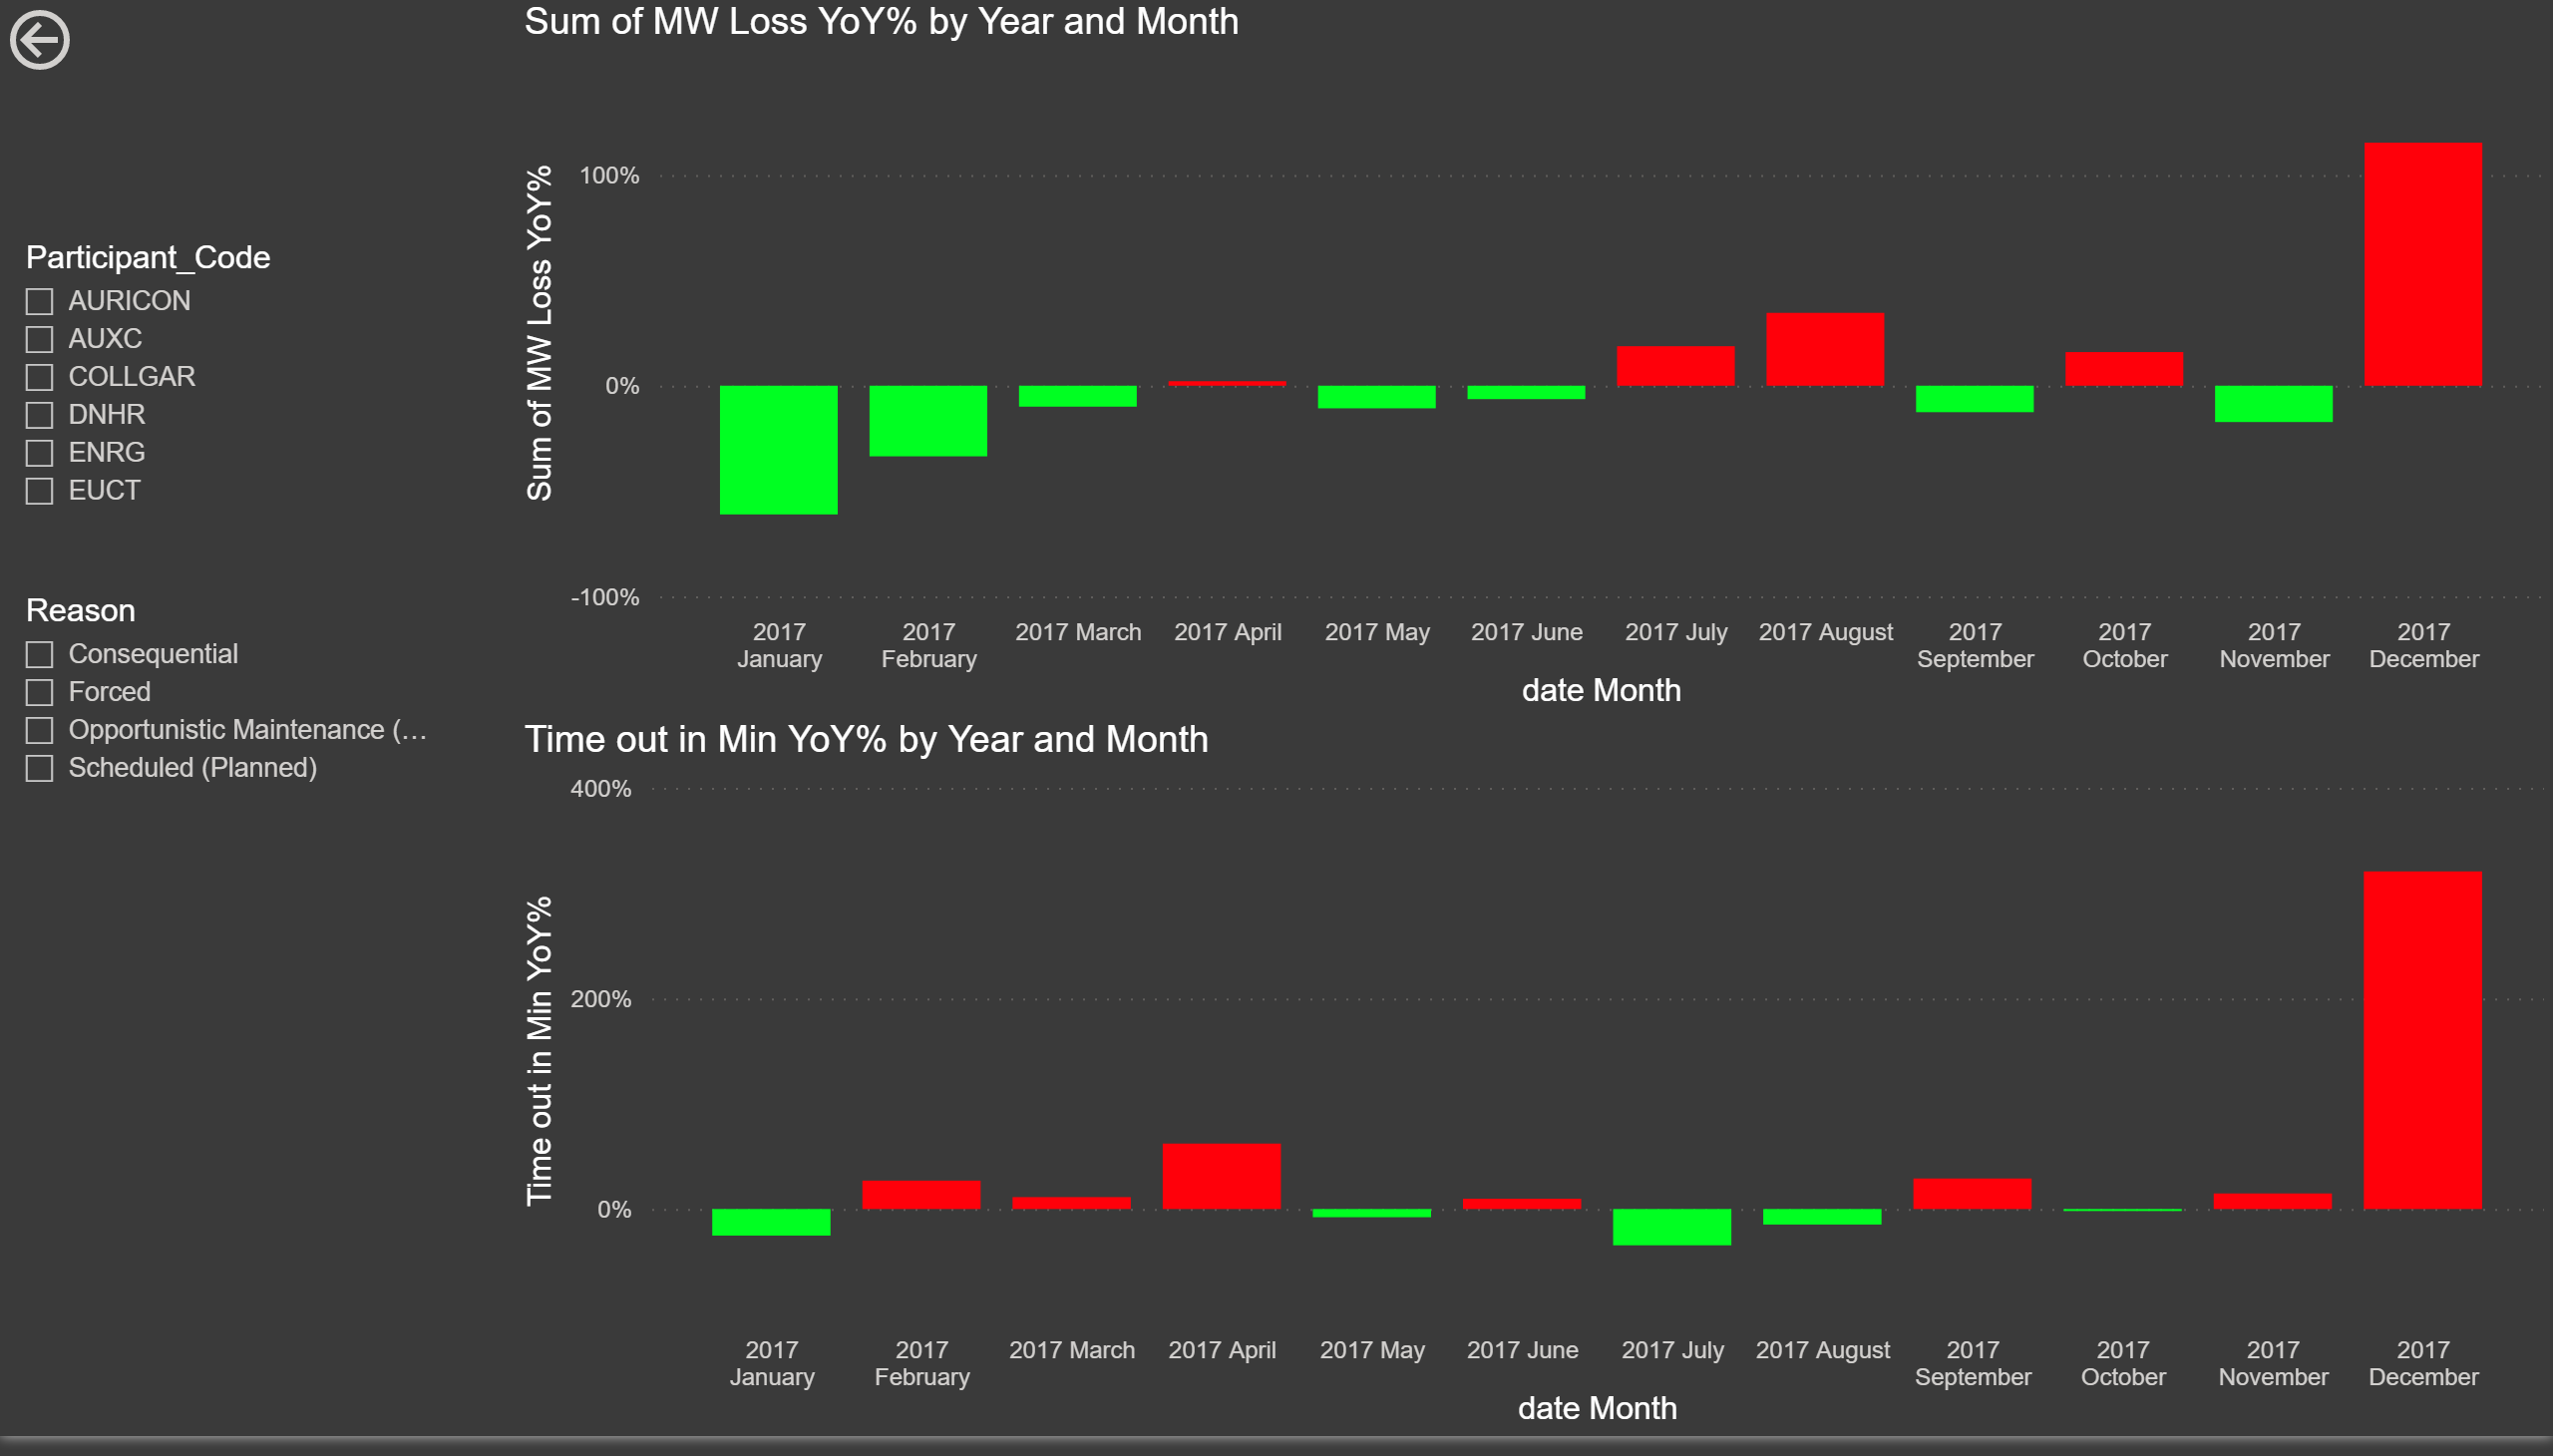 Sum of MW Loss YoY% by Year and Month
Participant_Code
AURICON
AUXC
COLLGAR
DNHR
ENRG
EUCT
Reason
Consequential
Forced
Opportunistic Maintenance (...
Scheduled (Planned)
Sum of MW Loss YoY%
100%
0%
-100%
2017 January
2017 February
2017 March
2017 April
2017 May
2017 June
2017 July
2017 August
2017 September
2017 October
2017 November
2017 December
date Month
Time out in Min YoY% by Year and Month
Time out in Min YoY%
400%
200%
0%
2017 January
2017 February
2017 March
2017 April
2017 May
2017 June
2017 July
2017 August
2017 September
2017 October
2017 November
2017 December
date Month